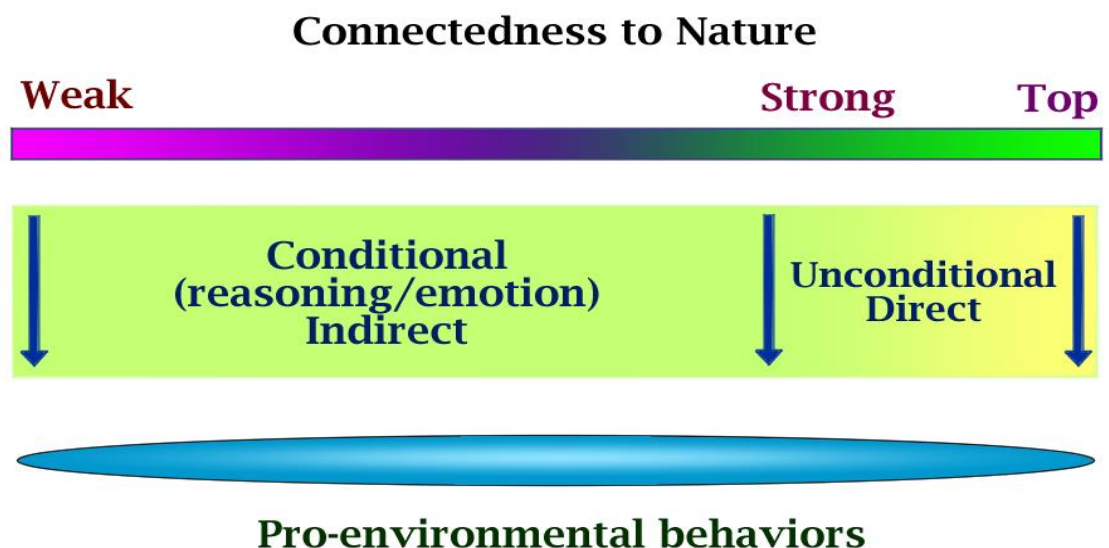 Connectedness to Nature
Weak
Strong
Top
Conditional
(reasoning/emotion)
Indirect
Unconditional
Direct
Pro-environmental behaviors